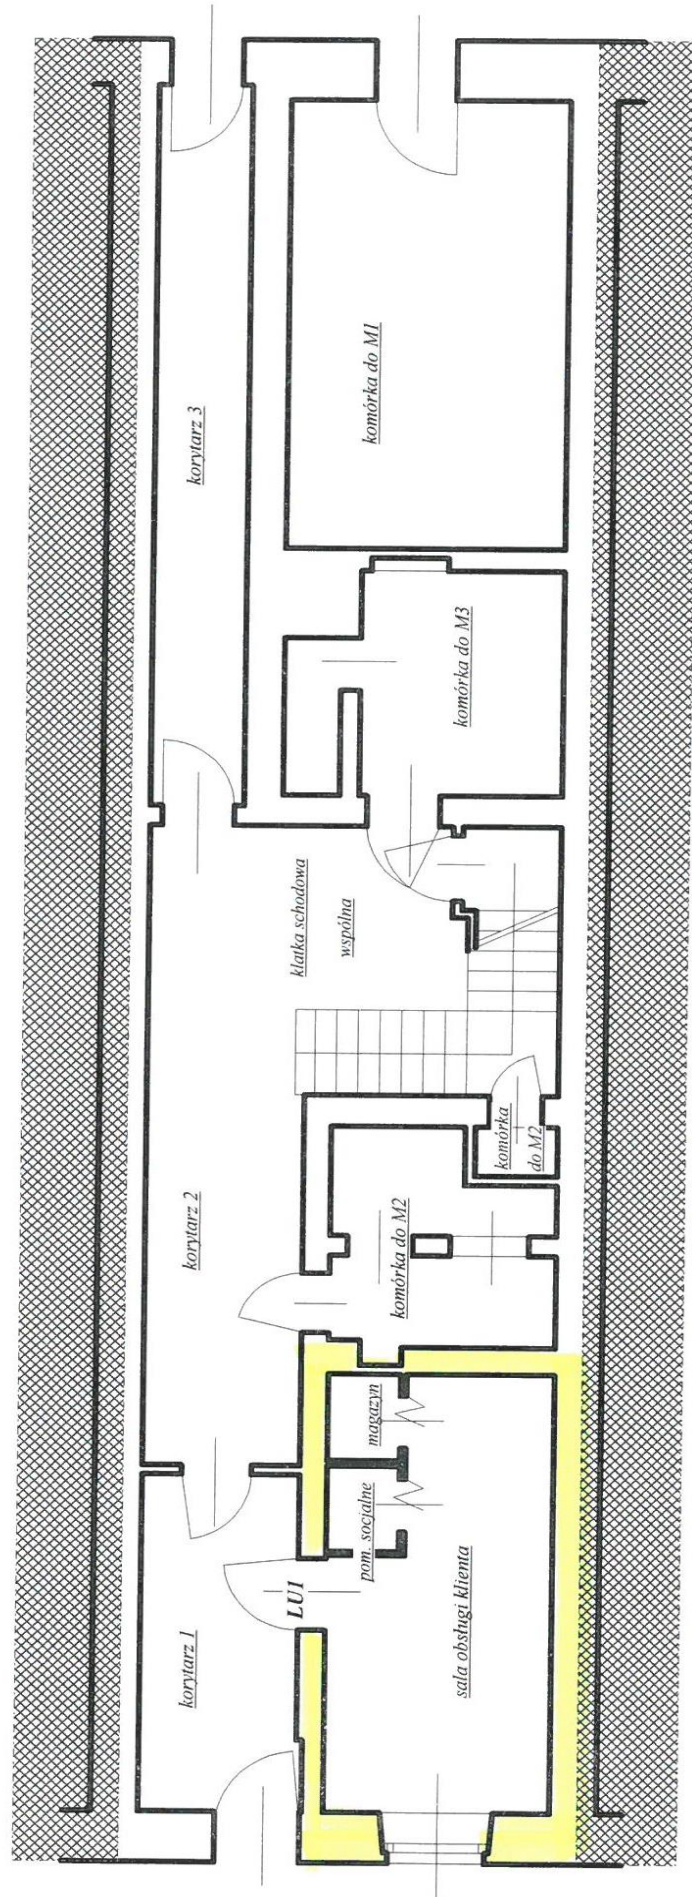 korytarz 3
komórka do M1
komórka do M3
klatka schodowa
wspólna
komórka
do M2
korytarz 2
komórka do M2
magazyn
pom. socjalne
LU1
korytarz 1
sala obsługi klienta